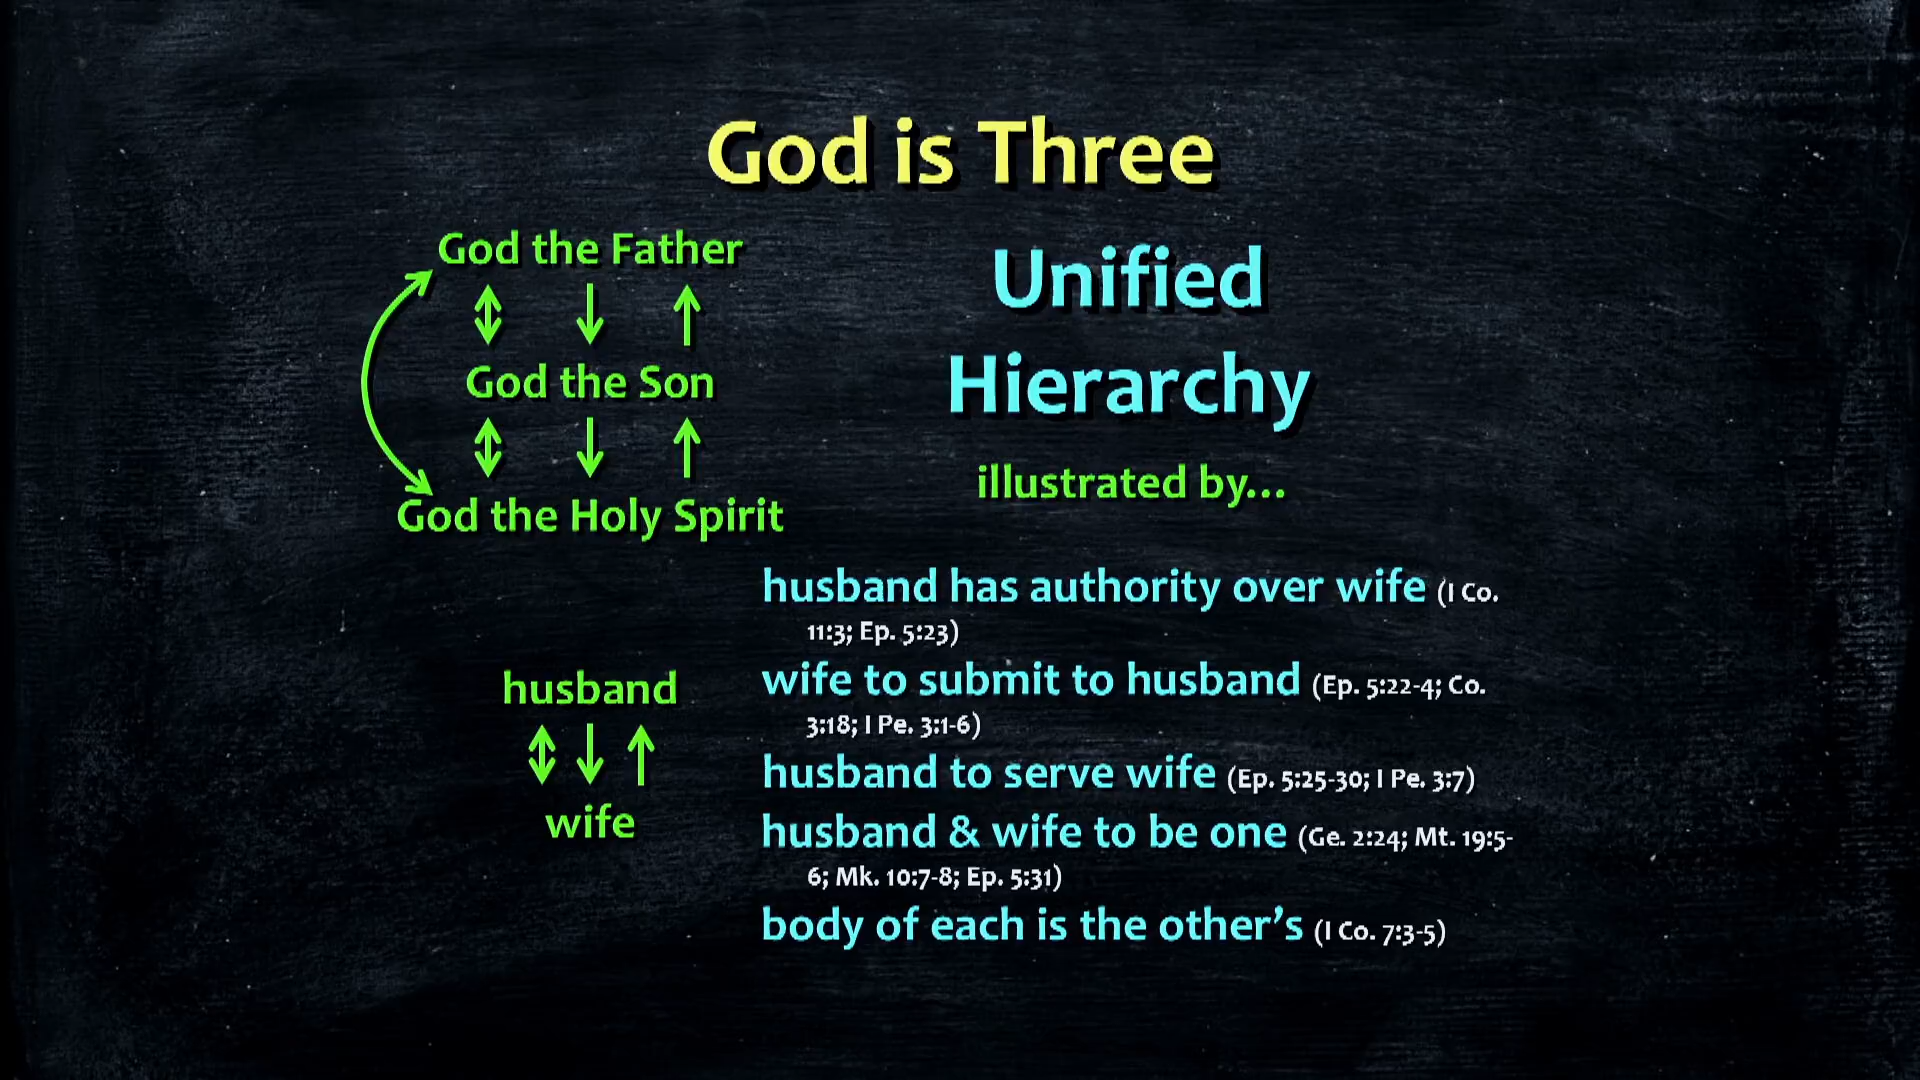 God is Three
God the Father
God the Son
God the Holy Spirit
Unified
Hierarchy
illustrated by...
husband
wife
husband has authority over wife (I Co.
11:3; Ep. 5:23)
wife to submit to husband (Ep. 5:22-4; Co.
3:18; I Pe. 3:1-6)
husband to serve wife (Ep. 5:25-30; I Pe. 3:7)
husband & wife to be one (Ge. 2:24; Mt. 19:5-
6; Mk. 10:7-8; Ep. 5:31)
body of each is the other’s (I Co. 7:3-5)